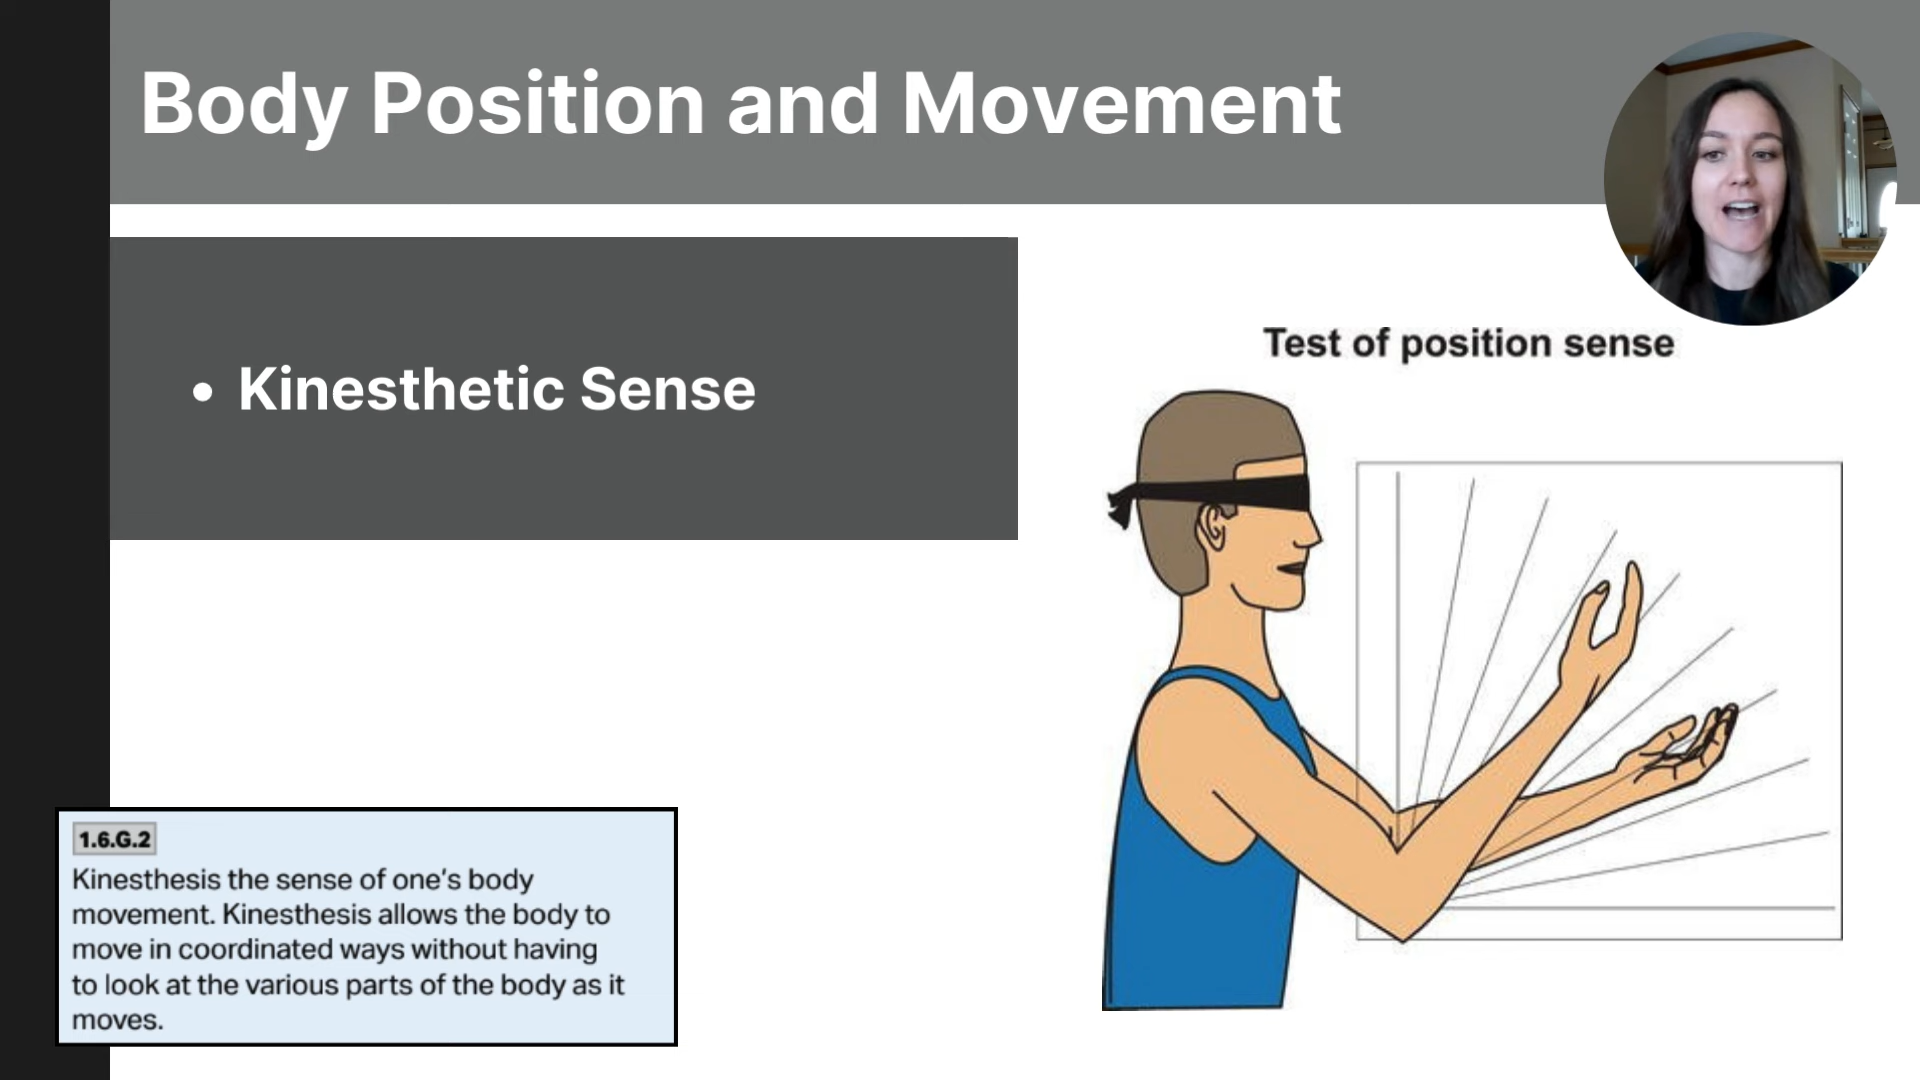 Body Position and Movement
• Kinesthetic Sense
Test of position sense
1.6.G.2
Kinesthesis the sense of one's body
movement. Kinesthesis allows the body to
move in coordinated ways without having
to look at the various parts of the body as it
moves.